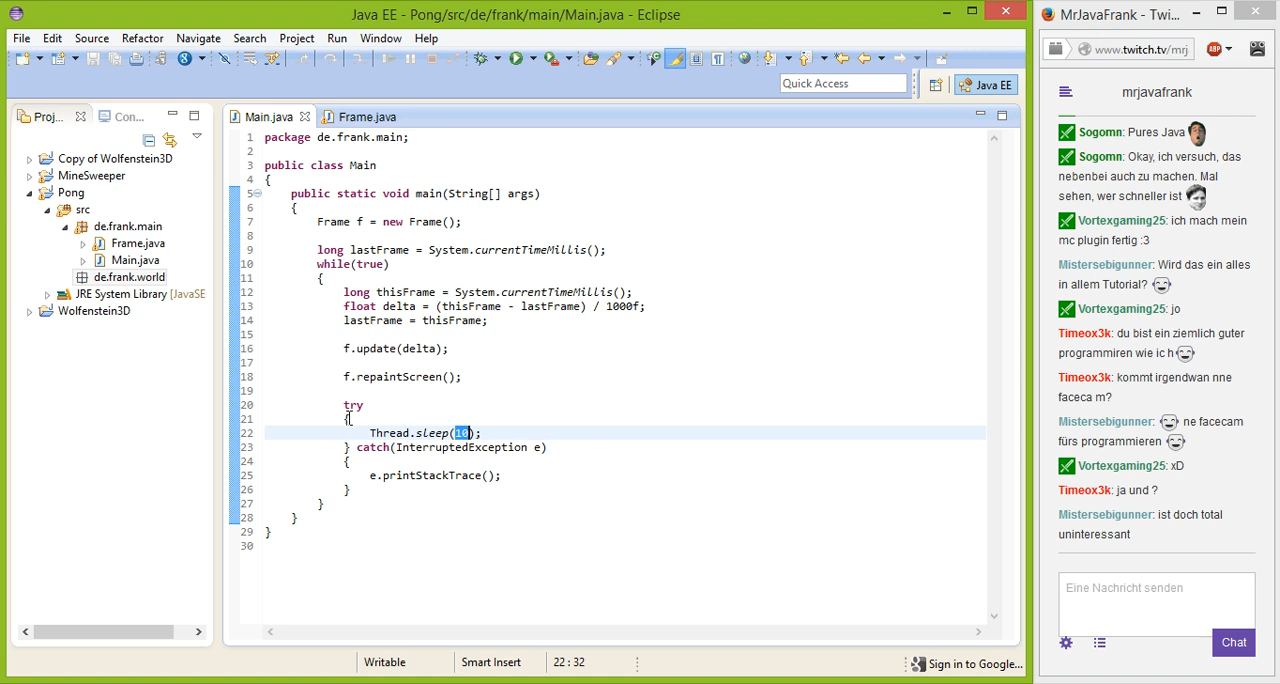 Java EE - Pong/src/de/frank/main/Main.java - Eclipse
File Edit Source Refactor Navigate Search Project Run Window Help
Quick Access
Java EE
Proj...
Con...
Copy of Wolfenstein3D
MineSweeper
Pong
src
de.frank.main
Frame.java
Main.java
de.frank.world
JRE System Library [JavaSE
Wolfenstein3D
Main.java
Frame.java
1 package de.frank.main;
2
3 public class Main
4 {
5 public static void main(String[] args)
6 {
7 Frame f = new Frame();
8
9 long lastFrame = System.currentTimeMillis();
10 while(true)
11 {
12 long thisFrame = System.currentTimeMillis();
13 float delta = (thisFrame - lastFrame) / 1000f;
14 lastFrame = thisFrame;
15
16 f.update(delta);
17
18 f.repaintScreen();
19
20 try
21 {
22 Thread.sleep(10);
23 } catch(InterruptedException e)
24 {
25 e.printStackTrace();
26 }
27 }
28 }
29 }
30
Writable
Smart Insert
22 : 32
Sign in to Google...
MrJavaFrank - Twi...
www.twitch.tv/mrj
ABP
mrjavafrank
Sogomn: Pures Java
Sogomn: Okay, ich versuch, das
nebenbei auch zu machen. Mal
sehen, wer schneller ist
Vortexgaming25: ich mach mein
mc plugin fertig :3
Mistersebigunner: Wird das ein alles
in allem Tutorial?
Vortexgaming25: jo
Timeox3k: du bist ein ziemlich guter
programmiren wie ic h
Timeox3k: kommt irgendwan nne
faceca m?
Mistersebigunner: ne facecam
fürs programmieren
Vortexgaming25: xD
Timeox3k: ja und ?
Mistersebigunner: ist doch total
uninteressant
Eine Nachricht senden
Chat